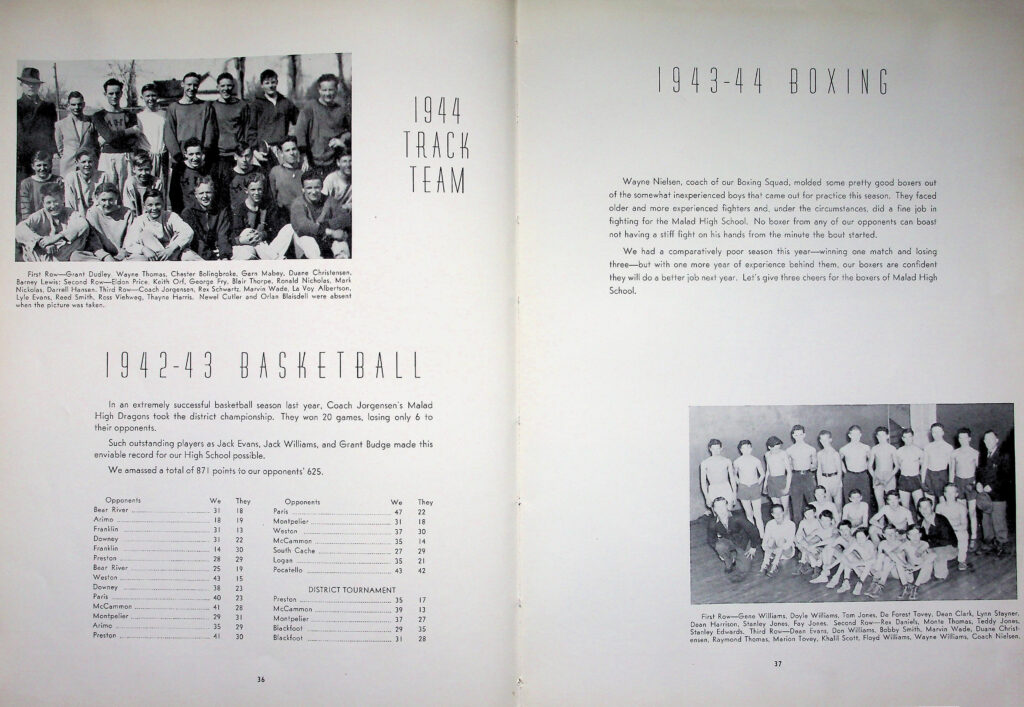 1944
TRACK
TEAM
First Row—Grant Dudley, Wayne Thomas, Chester Bolingbroke, Gern Mabey, Duane Christensen,
Barney Lewis; Second Row—Eldon Price, Keith Orf, George Fry, Blair Thorpe, Ronald Nicholas, Mark
Nickolas, Darrell Hansen. Third Row—Coach Jorgensen, Rex Schwartz, Marvin Wade, La Voy Albertson,
Lyle Evans, Reed Smith, Ross Viehweg, Thayne Harris. Newel Cutler and Orlan Blaisdell were absent
when the picture was taken.
1942-43 BASKETBALL
In an extremely successful basketball season last year, Coach Jorgensen's Malad
High Dragons took the district championship. They won 20 games, losing only 6 to
their opponents.
Such outstanding players as Jack Evans, Jack Williams, and Grant Budge made this
enviable record for our High School possible.
We amassed a total of 871 points to our opponents' 625.
Opponents We They
Bear River 31 18
Arimo 18 19
Franklin 31 13
Downey 31 22
Franklin 14 30
Preston 28 29
Bear River 25 19
Weston 43 15
Downey 38 23
Paris 40 23
McCammon 41 28
Montpelier 29 31
Arimo 35 29
Preston 41 30
Opponents We They
Paris 47 22
Montpelier 31 18
Weston 37 30
McCammon 35 14
South Cache 27 29
Logan 35 21
Pocatello 43 42
DISTRICT TOURNAMENT
Preston 35 17
McCammon 39 13
Montpelier 37 27
Blackfoot 29 35
Blackfoot 31 28
36
1943-44 BOXING
Wayne Nielsen, coach of our Boxing Squad, molded some pretty good boxers out
of the somewhat inexperienced boys that came out for practice this season. They faced
older and more experienced fighters and, under the circumstances, did a fine job in
fighting for the Malad High School. No boxer from any of our opponents can boast
not having a stiff fight on his hands from the minute the bout started.
We had a comparatively poor season this year—winning one match and losing
three—but with one more year of experience behind them, our boxers are confident
they will do a better job next year. Let's give three cheers for the boxers of Malad High
School.
First Row—Gene Williams, Doyle Williams, Tom Jones, De Forest Tovey, Dean Clark, Lynn Stayner,
Dean Harrison, Stanley Jones, Fay Jones. Second Row—Rex Daniels, Monte Thomas, Teddy Jones,
Stanley Edwards. Third Row—Dean Evans, Don Williams, Bobby Smith, Marvin Wade, Duane Christ-
ensen, Raymond Thomas, Marion Tovey, Khalil Scott, Floyd Williams, Wayne Williams, Coach Nielsen.
37